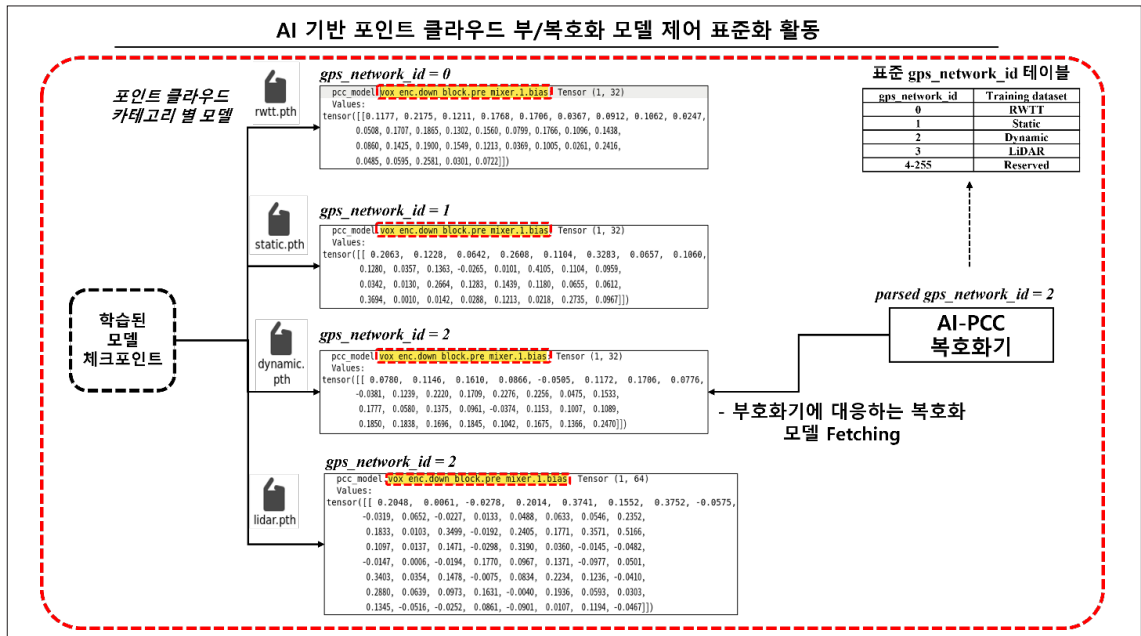 AI 기반 포인트 클라우드 부/복호화 모델 제어 표준화 활동
포인트 클라우드
카테고리 별 모델
rwtt.pth
gps_network_id = 0
pcc_model.vox_enc.down_block.pre_mixer.1.bias: Tensor (1, 32)
Values:
tensor([[0.1177, 0.2175, 0.1211, 0.1768, 0.1706, 0.0367, 0.0912, 0.1062, 0.0247,
0.0508, 0.1707, 0.1865, 0.1302, 0.1560, 0.0799, 0.1766, 0.1096, 0.1438,
0.0860, 0.1425, 0.1900, 0.1549, 0.1213, 0.0369, 0.1005, 0.0261, 0.2416,
0.0485, 0.0595, 0.2581, 0.0301, 0.0722]])
표준 gps_network_id 테이블
gps_network_id Training dataset
0 RWTT
1 Static
2 Dynamic
3 LiDAR
4-255 Reserved
static.pth
gps_network_id = 1
pcc_model.vox_enc.down_block.pre_mixer.1.bias: Tensor (1, 32)
Values:
tensor([[ 0.2063, 0.1228, 0.0642, 0.2608, 0.1104, 0.3283, 0.0657, 0.1060,
0.1280, 0.0357, 0.1363, -0.0265, 0.0101, 0.4105, 0.1104, 0.0959,
0.0342, 0.0130, 0.2664, 0.1283, 0.1439, 0.1180, 0.0655, 0.0612,
0.3694, 0.0010, 0.0142, 0.0288, 0.1213, 0.0218, 0.2735, 0.0967]])
학습된
모델
체크포인트
dynamic.
pth
gps_network_id = 2
pcc_model.vox_enc.down_block.pre_mixer.1.bias: Tensor (1, 32)
Values:
tensor([[ 0.0780, 0.1146, 0.1610, 0.0866, -0.0505, 0.1172, 0.1706, 0.0776,
-0.0381, 0.1239, 0.2220, 0.1709, 0.2276, 0.2256, 0.0475, 0.1533,
0.1777, 0.0580, 0.1375, 0.0961, -0.0374, 0.1153, 0.1007, 0.1089,
0.1850, 0.1838, 0.1696, 0.1845, 0.1042, 0.1675, 0.1366, 0.2470]])
parsed gps_network_id = 2
AI-PCC
복호화기
- 부호화기에 대응하는 복호화
모델 Fetching
lidar.pth
gps_network_id = 2
pcc_model.vox_enc.down_block.pre_mixer.1.bias: Tensor (1, 64)
Values:
tensor([[ 0.2048, 0.0061, -0.0278, 0.2014, 0.3741, 0.1552, 0.3752, -0.0575,
-0.0319, 0.0652, -0.0227, 0.0133, 0.0488, 0.0633, 0.0546, 0.2352,
0.1833, 0.0103, 0.3499, -0.0192, 0.2405, 0.1771, 0.3571, 0.5166,
0.1097, 0.0137, 0.1471, -0.0298, 0.3190, 0.0360, -0.0145, -0.0482,
-0.0147, 0.0006, -0.0194, 0.1770, 0.0967, 0.1371, -0.0977, 0.0501,
0.3403, 0.0354, 0.1478, -0.0075, 0.0834, 0.2234, 0.1236, -0.0410,
0.2880, 0.0639, 0.0973, 0.1631, -0.0040, 0.1936, 0.0593, 0.0303,
0.1345, -0.0516, -0.0252, 0.0861, -0.0901, 0.0107, 0.1194, -0.0467]])